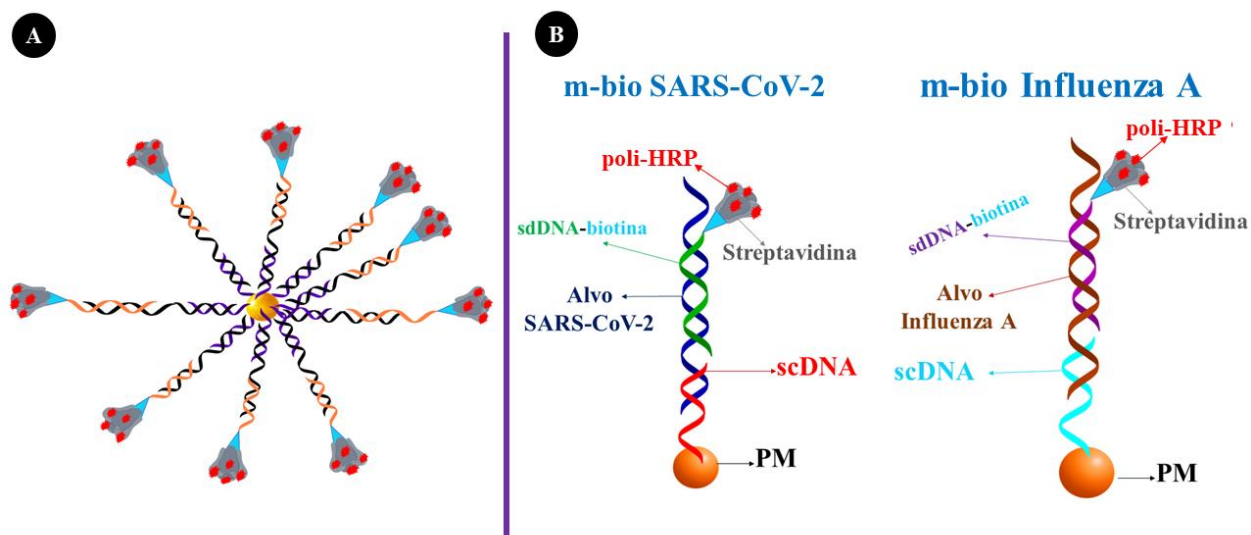 A
B
m-bio SARS-CoV-2
poli-HRP
sdDNA-biotina
Streptavidina
Alvo
SARS-CoV-2
scDNA
PM
m-bio Influenza A
poli-HRP
sdDNA-biotina
Streptavidina
Alvo
Influenza A
scDNA
PM